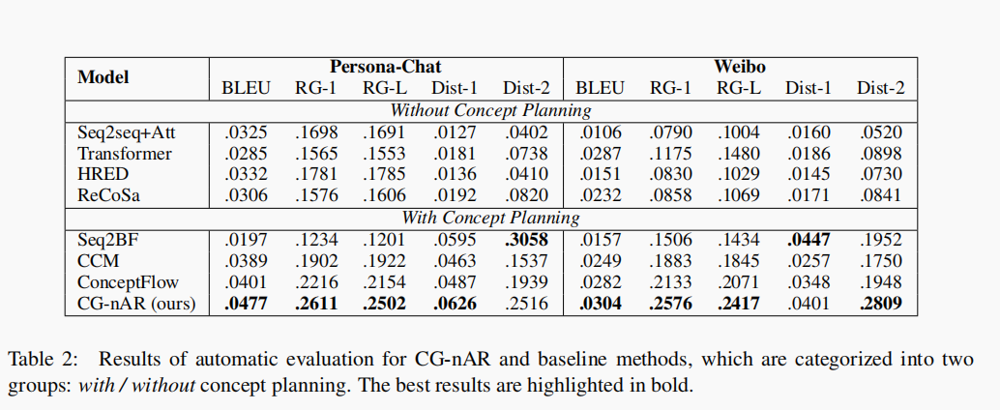 Model Persona-Chat Weibo
BLEU RG-1 RG-L Dist-1 Dist-2 BLEU RG-1 RG-L Dist-1 Dist-2
Without Concept Planning
Seq2seq+Att .0325 .1698 .1691 .0127 .0402 .0106 .0790 .1004 .0160 .0520
Transformer .0285 .1565 .1553 .0181 .0738 .0287 .1175 .1480 .0186 .0898
HRED .0332 .1781 .1785 .0136 .0410 .0151 .0830 .1029 .0145 .0730
ReCoSa .0306 .1576 .1606 .0192 .0820 .0232 .0858 .1069 .0171 .0841
With Concept Planning
Seq2BF .0197 .1234 .1201 .0595 .3058 .0157 .1506 .1434 .0447 .1952
CCM .0389 .1902 .1922 .0463 .1537 .0249 .1883 .1845 .0257 .1750
ConceptFlow .0401 .2216 .2154 .0487 .1939 .0282 .2133 .2071 .0348 .1948
CG-nAR (ours) .0477 .2611 .2502 .0626 .2516 .0304 .2576 .2417 .0401 .2809
Table 2: Results of automatic evaluation for CG-nAR and baseline methods, which are categorized into two
groups: with / without concept planning. The best results are highlighted in bold.